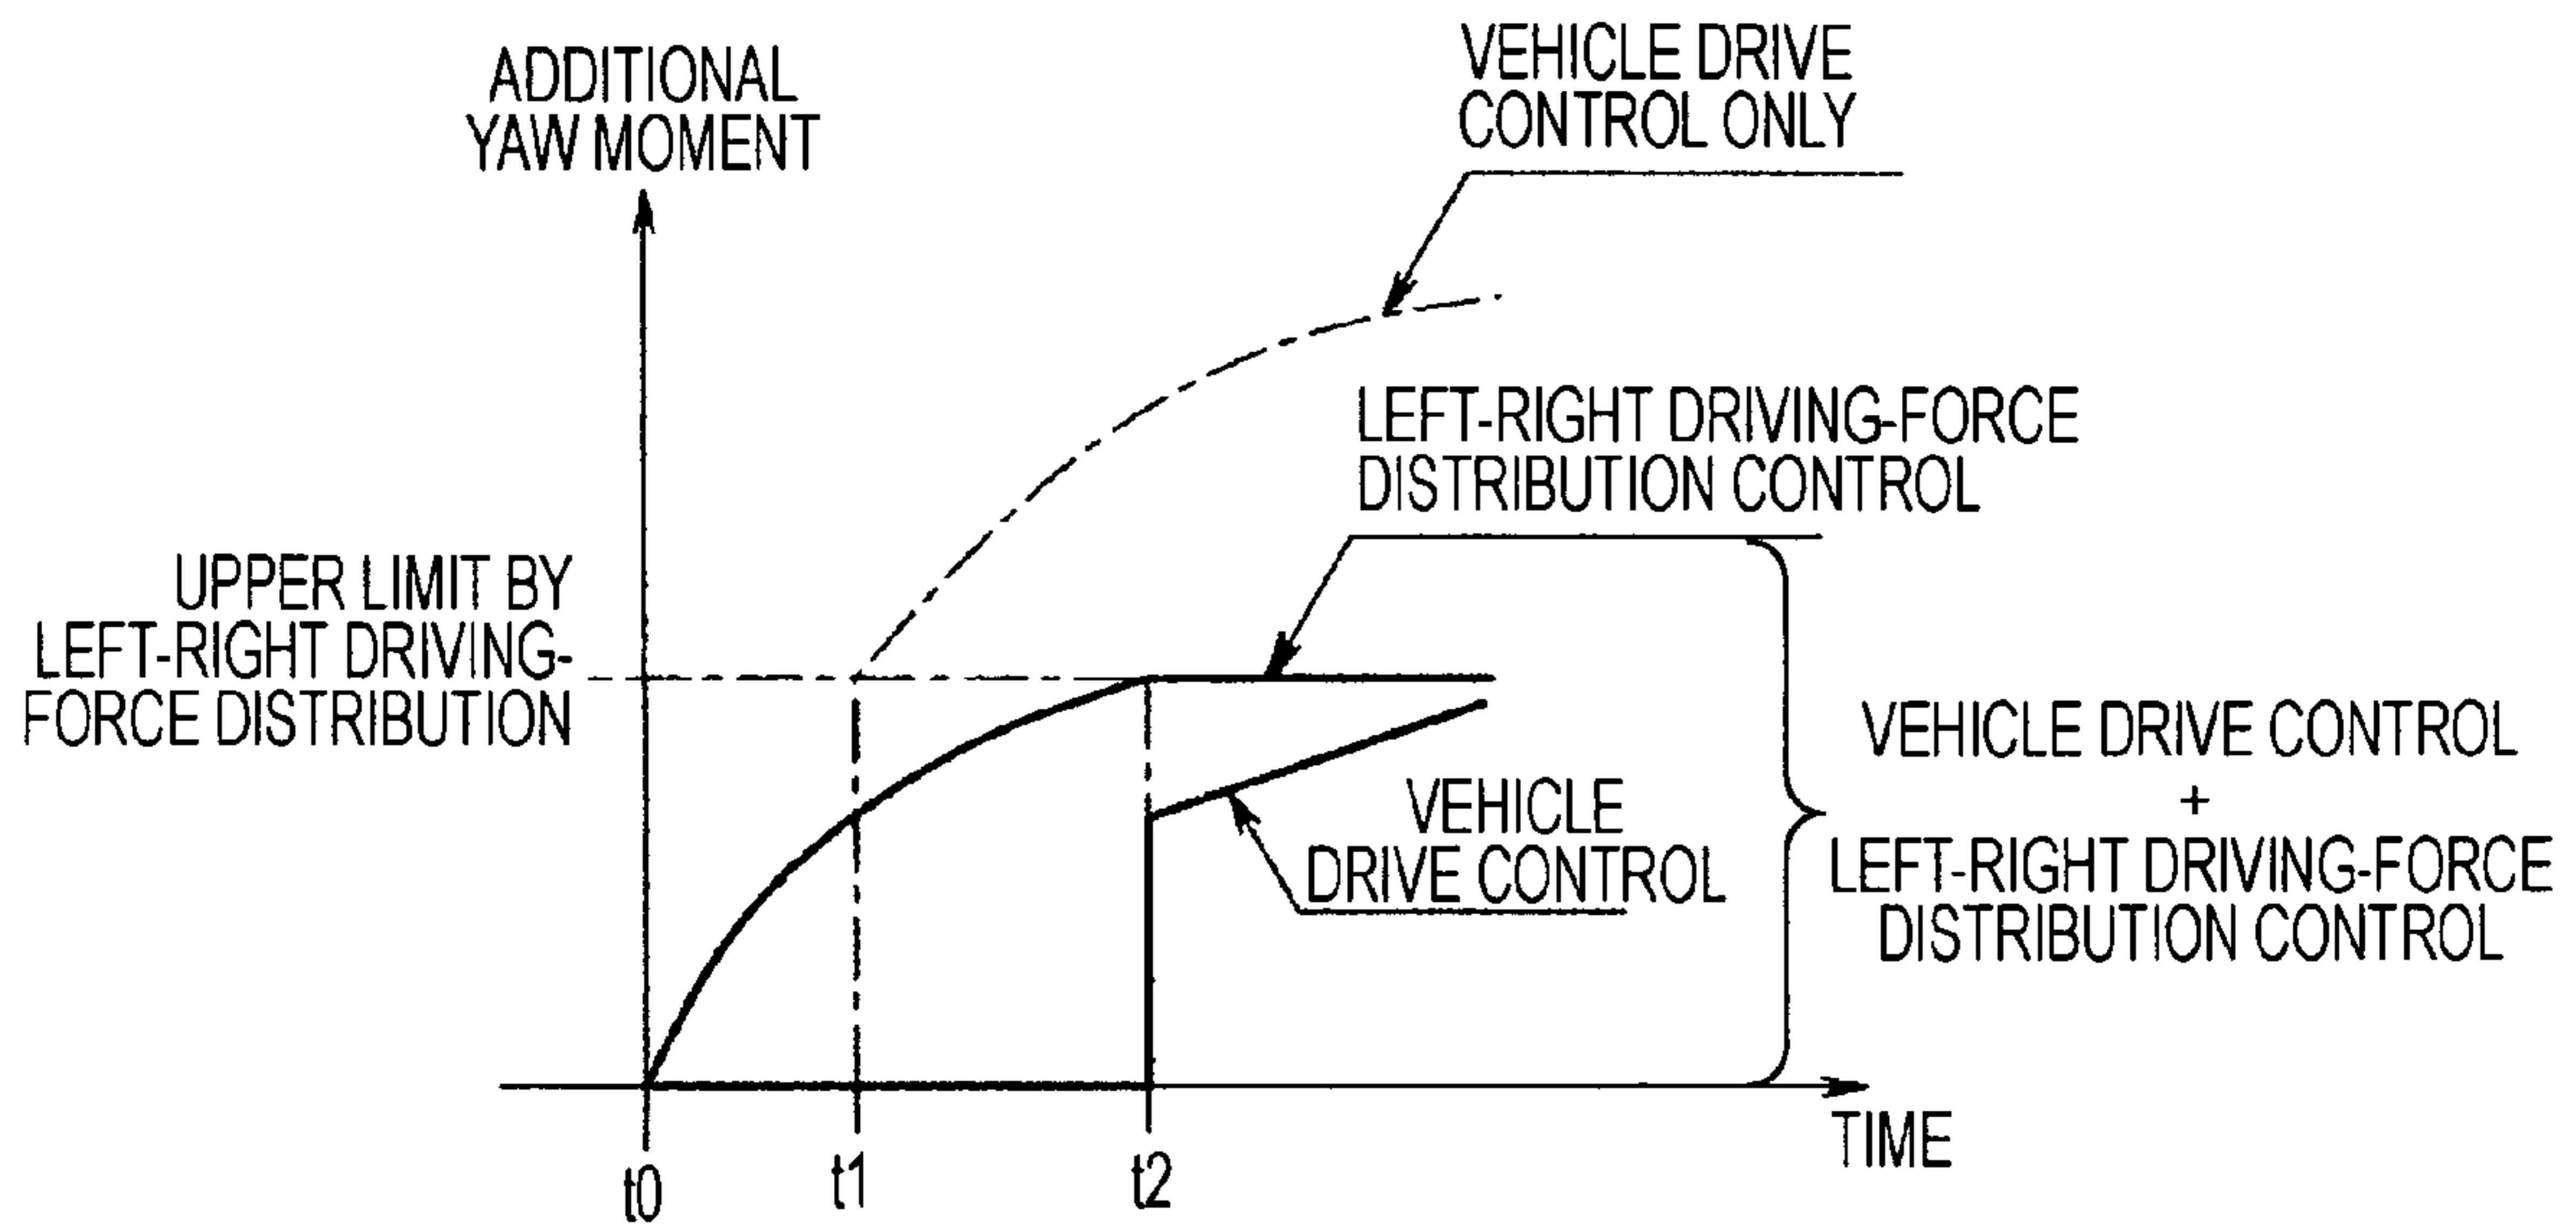 ADDITIONAL
YAW MOMENT
VEHICLE DRIVE
CONTROL ONLY
LEFT-RIGHT DRIVING-FORCE
DISTRIBUTION CONTROL
UPPER LIMIT BY
LEFT-RIGHT DRIVING-
FORCE DISTRIBUTION
VEHICLE
DRIVE CONTROL
VEHICLE DRIVE CONTROL
+
LEFT-RIGHT DRIVING-FORCE
DISTRIBUTION CONTROL
TIME
t0
t1
t2